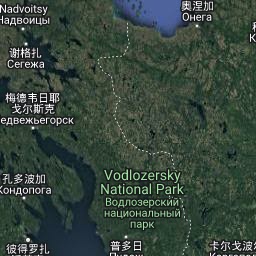 Nadvoitsy
Надвоицы
奥涅加
Онега
谢格扎
Сегежа
梅德韦日耶
戈尔斯克
едвежьегорск
孔多波加
Кондопога
Vodlozersky
National Park
Водлозерский
национальный
парк
彼得罗扎
普多日
卡尔戈波